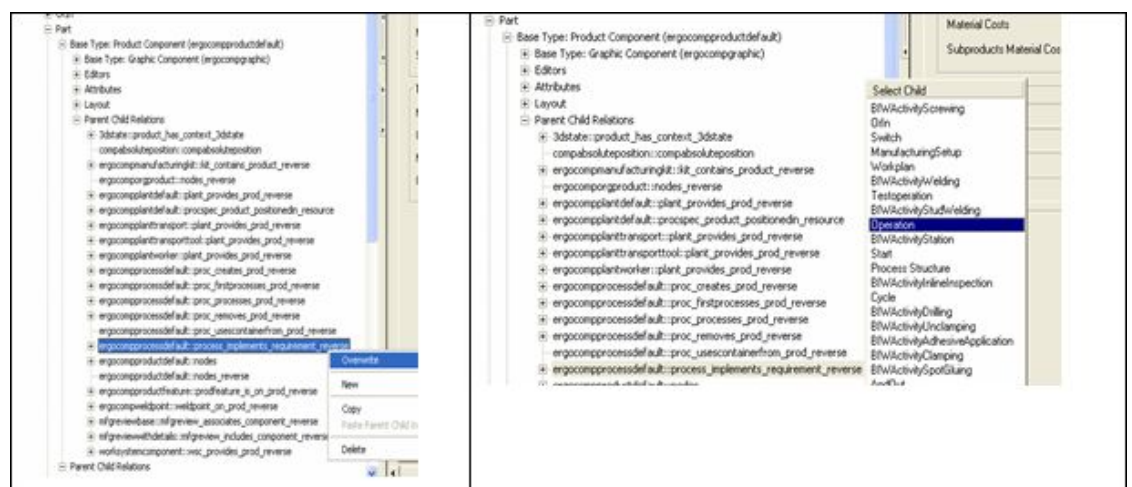 Part
Base Type: Product Component (ergocompproductdefault)
Base Type: Graphic Component (ergocompgraphic)
Editors
Attributes
Layout
Parent Child Relations
3dstate::product_has_context_3dstate
compabsoluteposition::compabsoluteposition
ergocompmanufacturingkit::kit_contains_product_reverse
ergocomporgproduct::nodes_reverse
ergocompplantdefault::plant_provides_prod_reverse
ergocompplantdefault::procspec_product_positionedin_resource
ergocompplanttransport::plant_provides_prod_reverse
ergocompplanttransporttool::plant_provides_prod_reverse
ergocompplantworker::plant_provides_prod_reverse
ergocompprocessdefault::proc_creates_prod_reverse
ergocompprocessdefault::proc_firstprocesses_prod_reverse
ergocompprocessdefault::proc_processes_prod_reverse
ergocompprocessdefault::proc_removes_prod_reverse
ergocompprocessdefault::proc_usescontainerfrom_prod_reverse
ergocompprocessdefault::process_implements_requirement_reverse
ergocompproductdefault::nodes
ergocompproductdefault::nodes_reverse
ergocompproductfeature::prodfeature_is_on_prod_reverse
ergocompweldpoint::weldpoint_on_prod_reverse
mfgreviewbase::mfgreview_associates_component_reverse
mfgreviewwithdetails::mfgreview_includes_component_reverse
worksystemcomponent::wsc_provides_prod_reverse
Parent Child Relations
Overwrite
New
Copy
Paste Parent Child
Delete
Part
Base Type: Product Component (ergocompproductdefault)
Base Type: Graphic Component (ergocompgraphic)
Editors
Attributes
Layout
Parent Child Relations
3dstate::product_has_context_3dstate
compabsoluteposition::compabsoluteposition
ergocompmanufacturingkit::kit_contains_product_reverse
ergocomporgproduct::nodes_reverse
ergocompplantdefault::plant_provides_prod_reverse
ergocompplantdefault::procspec_product_positionedin_resource
ergocompplanttransport::plant_provides_prod_reverse
ergocompplanttransporttool::plant_provides_prod_reverse
ergocompplantworker::plant_provides_prod_reverse
ergocompprocessdefault::proc_creates_prod_reverse
ergocompprocessdefault::proc_firstprocesses_prod_reverse
ergocompprocessdefault::proc_processes_prod_reverse
ergocompprocessdefault::proc_removes_prod_reverse
ergocompprocessdefault::proc_usescontainerfrom_prod_reverse
ergocompprocessdefault::process_implements_requirement_reverse
Material Costs
Subproducts Material Cos
Select Child
BIWActivityScrewing
OrIn
Switch
ManufacturingSetup
Workplan
BIWActivityWelding
Testoperation
BIWActivityStudWelding
Operation
BIWActivityStation
Start
Process Structure
BIWActivityInlineInspection
Cycle
BIWActivityDrilling
BIWActivityUnclamping
BIWActivityAdhesiveApplication
BIWActivityClamping
BIWActivitySpotGluing
AndOut